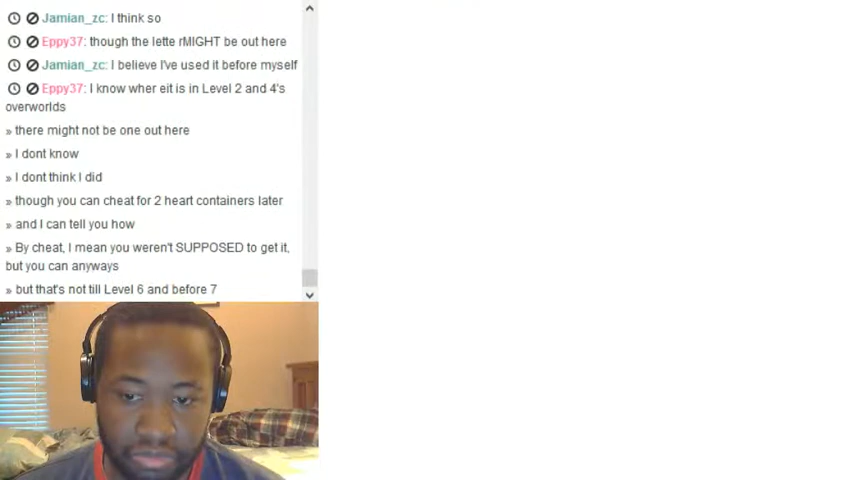 Jamian_zc: I think so
Eppy37: though the lette rMIGHT be out here
Jamian_zc: I believe I've used it before myself
Eppy37: I know wher eit is in Level 2 and 4's
overworlds
» there might not be one out here
» I dont know
» I dont think I did
» though you can cheat for 2 heart containers later
» and I can tell you how
» By cheat, I mean you weren't SUPPOSED to get it,
but you can anyways
» but that's not till Level 6 and before 7